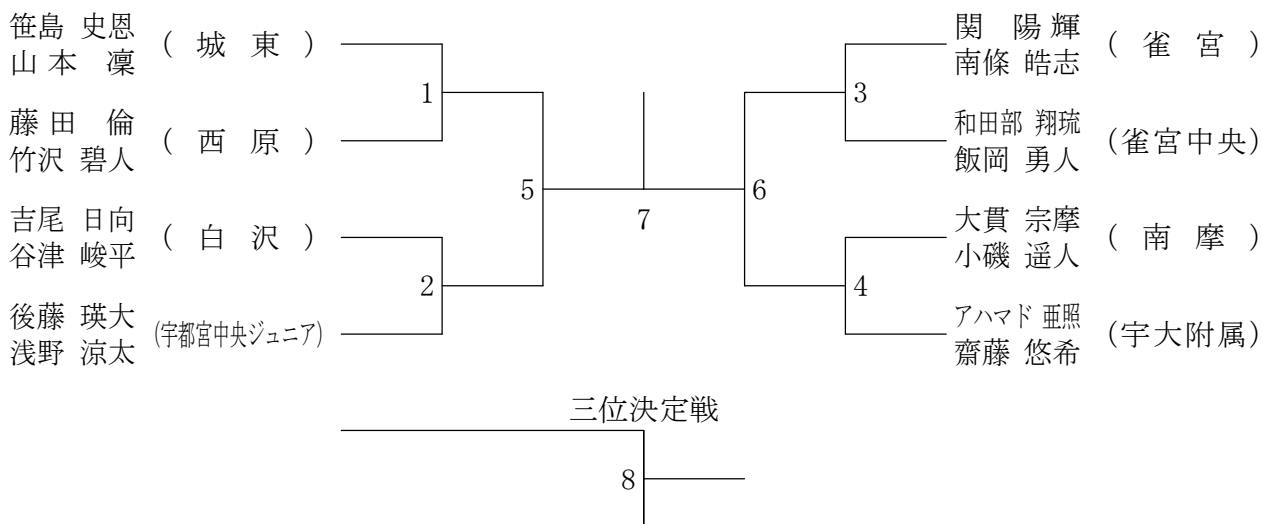 笹島 史恩
山本 凜
(城東)
藤田 倫
竹沢 碧人
(西原)
吉尾 日向
谷津 峻平
(白沢)
後藤 瑛大
浅野 涼太
(宇都宮中央ジュニア)
1
2
5
7
6
3
4
関 陽輝
南條 皓志
(雀宮)
和田部 翔琉
飯岡 勇人
(雀宮中央)
大貫 宗摩
小磯 遥人
(南摩)
アハマド 亜照
齋藤 悠希
(宇大附属)
三位決定戦
8